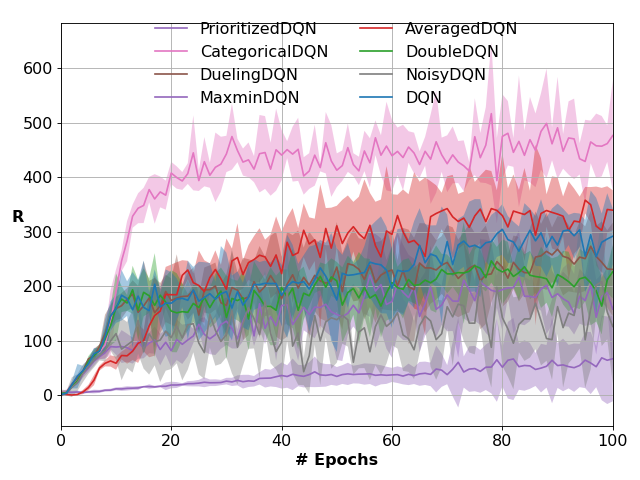 PrioritizedDQN AveragedDQN
CategoricalDQN DoubleDQN
DuelingDQN NoisyDQN
MaxminDQN DQN
600
500
400
300
200
100
0
R
0 20 40 60 80 100
# Epochs